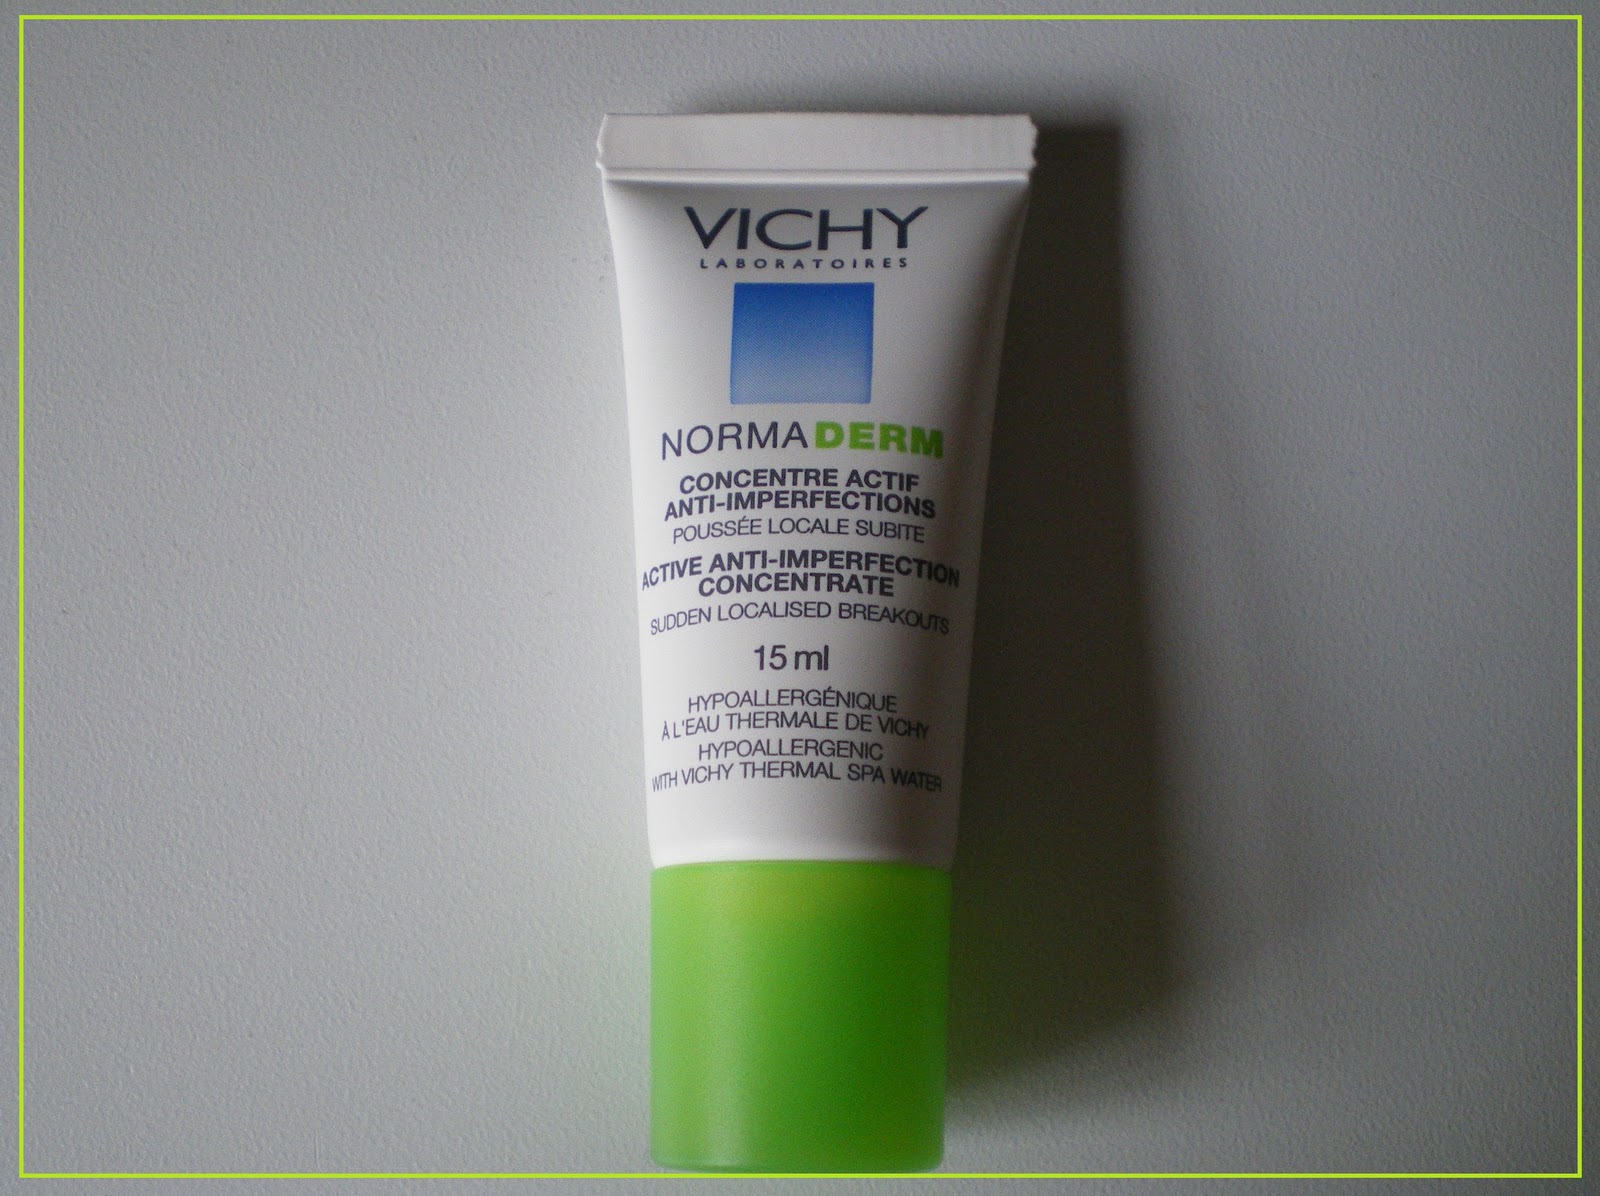 VICHY
LABORATOIRES
NORMADERM
CONCENTRE ACTIF
ANTI-IMPERFECTIONS
POUSSÉE LOCALE SUBITE
ACTIVE ANTI-IMPERFECTION
CONCENTRATE
SUDDEN LOCALISED BREAKOUTS
15 ml
HYPOALLERGÉNIQUE
À L'EAU THERMALE DE VICHY
HYPOALLERGENIC
WITH VICHY THERMAL SPA WATER